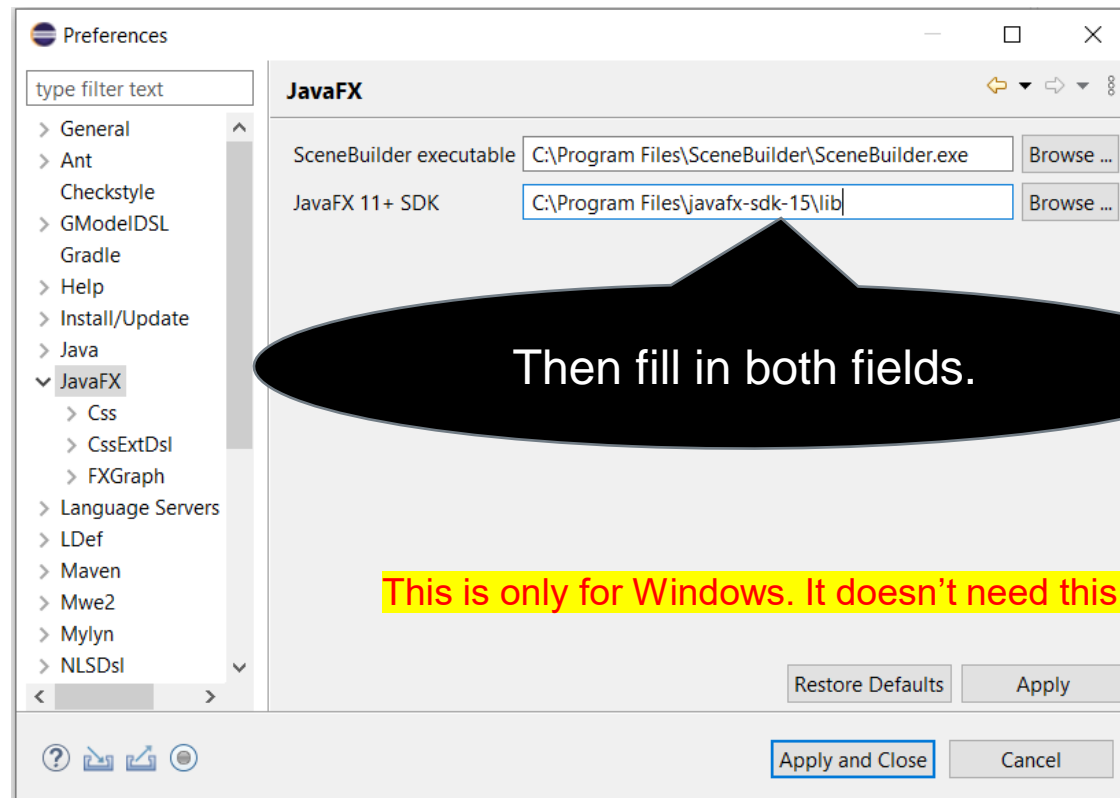 Preferences
type filter text
General
Ant
Checkstyle
GModelDSL
Gradle
Help
Install/Update
Java
JavaFX
Css
CssExtDsl
FXGraph
Language Servers
LDef
Maven
Mwe2
Mylyn
NLSDsl
JavaFX
SceneBuilder executable C:\Program Files\SceneBuilder\SceneBuilder.exe Browse ...
JavaFX 11+ SDK C:\Program Files\javafx-sdk-15\lib Browse ...
Then fill in both fields.
This is only for Windows. It doesn’t need this
Restore Defaults Apply
Apply and Close Cancel